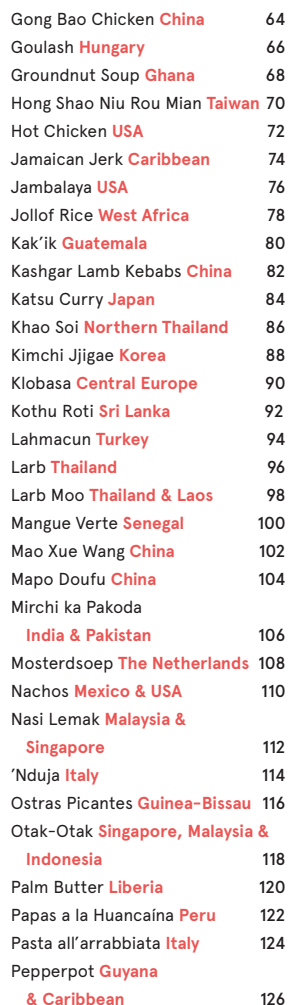 Gong Bao Chicken China 64
Goulash Hungary 66
Groundnut Soup Ghana 68
Hong Shao Niu Rou Mian Taiwan 70
Hot Chicken USA 72
Jamaican Jerk Caribbean 74
Jambalaya USA 76
Jollof Rice West Africa 78
Kak’ik Guatemala 80
Kashgar Lamb Kebabs China 82
Katsu Curry Japan 84
Khao Soi Northern Thailand 86
Kimchi Jjigae Korea 88
Klobasa Central Europe 90
Kothu Roti Sri Lanka 92
Lahmacun Turkey 94
Larb Thailand 96
Larb Moo Thailand & Laos 98
Mangue Verte Senegal 100
Mao Xue Wang China 102
Mapo Doufu China 104
Mirchi ka Pakoda
India & Pakistan 106
Mosterdsoep The Netherlands 108
Nachos Mexico & USA 110
Nasi Lemak Malaysia &
Singapore 112
’Nduja Italy 114
Ostras Picantes Guinea-Bissau 116
Otak-Otak Singapore, Malaysia &
Indonesia 118
Palm Butter Liberia 120
Papas a la Huancaína Peru 122
Pasta all’arrabbiata Italy 124
Pepperpot Guyana
& Caribbean 126